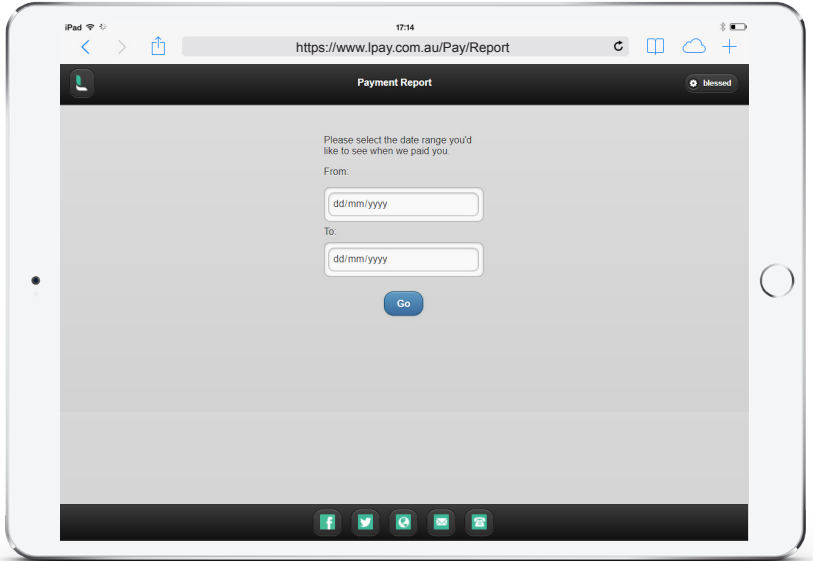 iPad 17:14
https://www.lpay.com.au/Pay/Report
Payment Report
blessed
Please select the date range you'd
like to see when we paid you.
From:
dd/mm/yyyy
To:
dd/mm/yyyy
Go